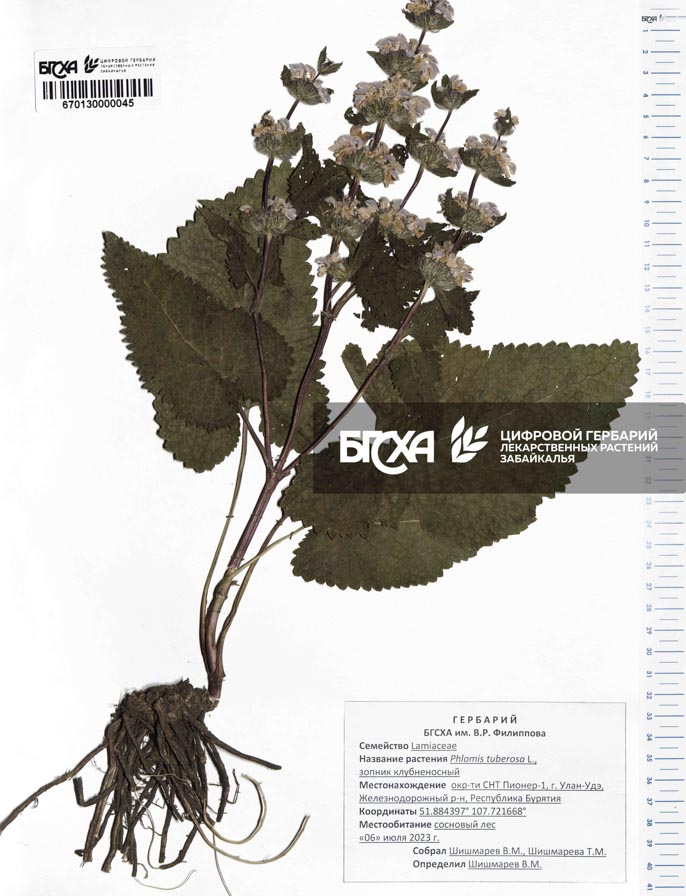 БГСХА ЦИФРОВОЙ ГЕРБАРИЙ
ЛЕКАРСТВЕННЫХ РАСТЕНИЙ
ЗАБАЙКАЛЬЯ
670130000045
БГСХА ЦИФРОВОЙ ГЕРБАРИЙ
ЛЕКАРСТВЕННЫХ РАСТЕНИЙ
ЗАБАЙКАЛЬЯ
ГЕРБАРИЙ
БГСХА им. В.Р. Филиппова
Семейство Lamiaceae
Название растения Phlomis tuberosa L.,
зопник клубненосный
Местонахождение окр-ти СНТ Пионер-1, г. Улан-Удэ,
Железнодорожный р-н, Республика Бурятия
Координаты 51.884397° 107.721668°
Местообитание сосновый лес
«06» июля 2023 г.
Собрал Шишмарев В.М., Шишмарева Т.М.
Определил Шишмарев В.М.